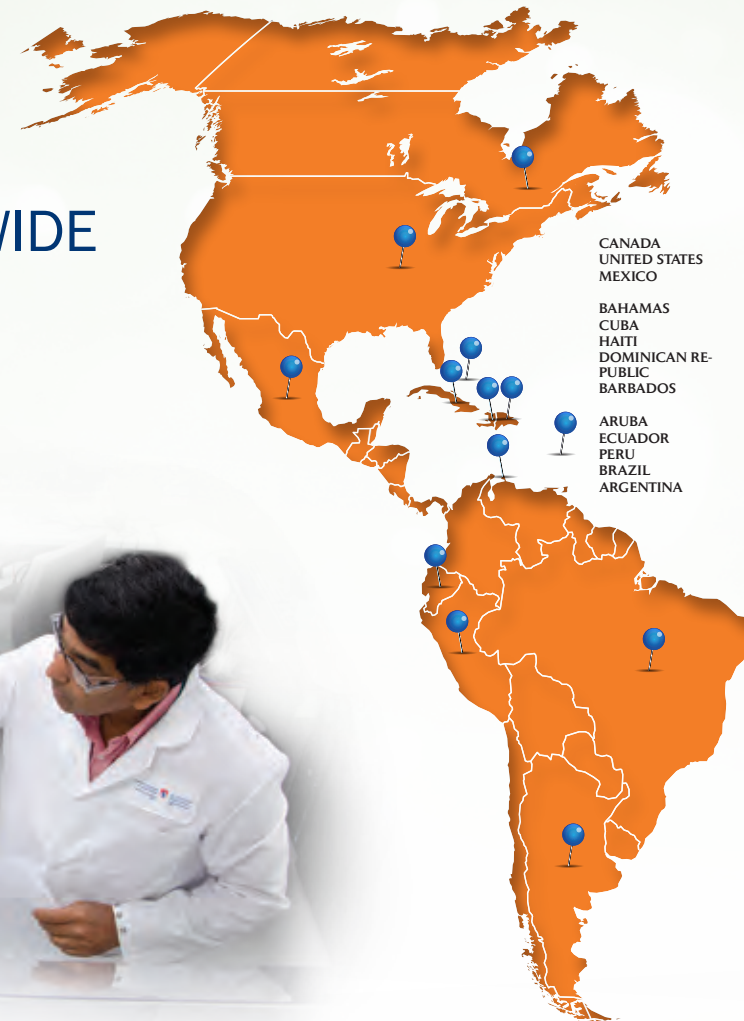 WIDE
CANADA
UNITED STATES
MEXICO
BAHAMAS
CUBA
HAITI
DOMINICAN RE-
PUBLIC
BARBADOS
ARUBA
ECUADOR
PERU
BRAZIL
ARGENTINA